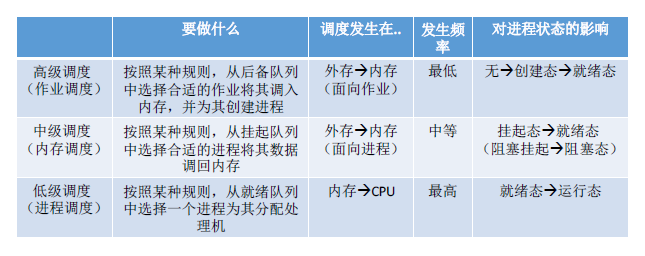 要做什么
调度发生在..
发生频
率
对进程状态的影响
高级调度
（作业调度）
按照某种规则，从后备队列
中选择合适的作业将其调入
内存，并为其创建进程
外存→内存
（面向作业）
最低
无→创建态→就绪态
中级调度
（内存调度）
按照某种规则，从挂起队列
中选择合适的进程将其数据
调回内存
外存→内存
（面向进程）
中等
挂起态→就绪态
（阻塞挂起→阻塞态）
低级调度
（进程调度）
按照某种规则，从就绪队列
中选择一个进程为其分配处
理机
内存→CPU
最高
就绪态→运行态